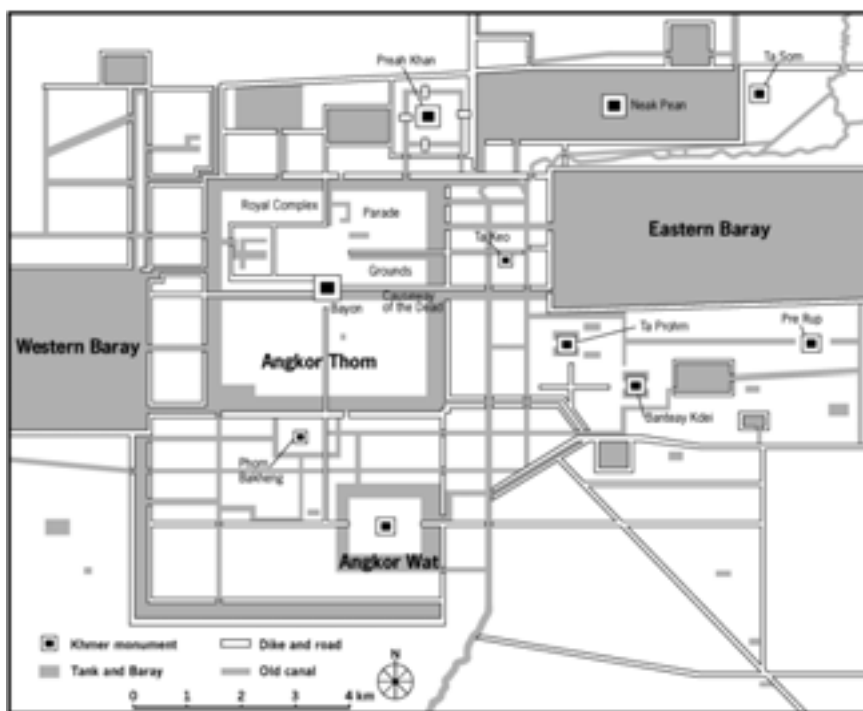 Preah Khan
Ta Som
Neak Pean
Royal Complex
Parade
Ta Keo
Eastern Baray
Grounds
Causeway
of the Dead
Bayon
Western Baray
Angkor Thom
Ta Prohm
Pre Rup
Banteay Kdei
Phom
Bakheng
Angkor Wat
Khmer monument
Dike and road
Tank and Baray
Old canal
N
0 1 2 3 4 km